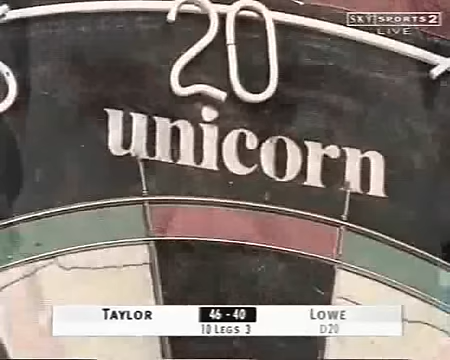 SKY SPORTS 2
LIVE
20
unicorn
TAYLOR 46 - 40 LOWE
10 LEGS 3 D20